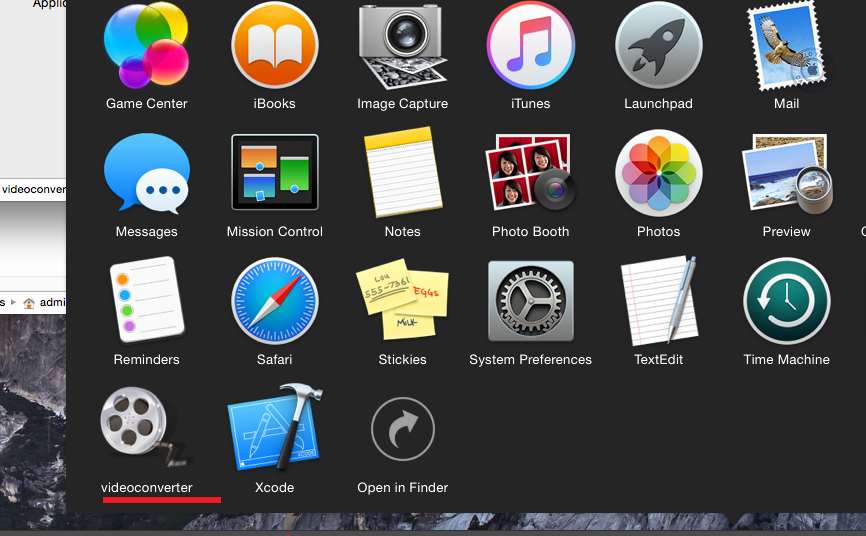 Applic
Game Center
iBooks
Image Capture
iTunes
Launchpad
Mail
videoconver
Messages
Mission Control
Notes
Photo Booth
Photos
Preview
s
admi
Reminders
Safari
LOU
555-7361
EGGS
MILK
Stickies
System Preferences
TextEdit
Time Machine
videoconverter
XCODE
Xcode
Open in Finder